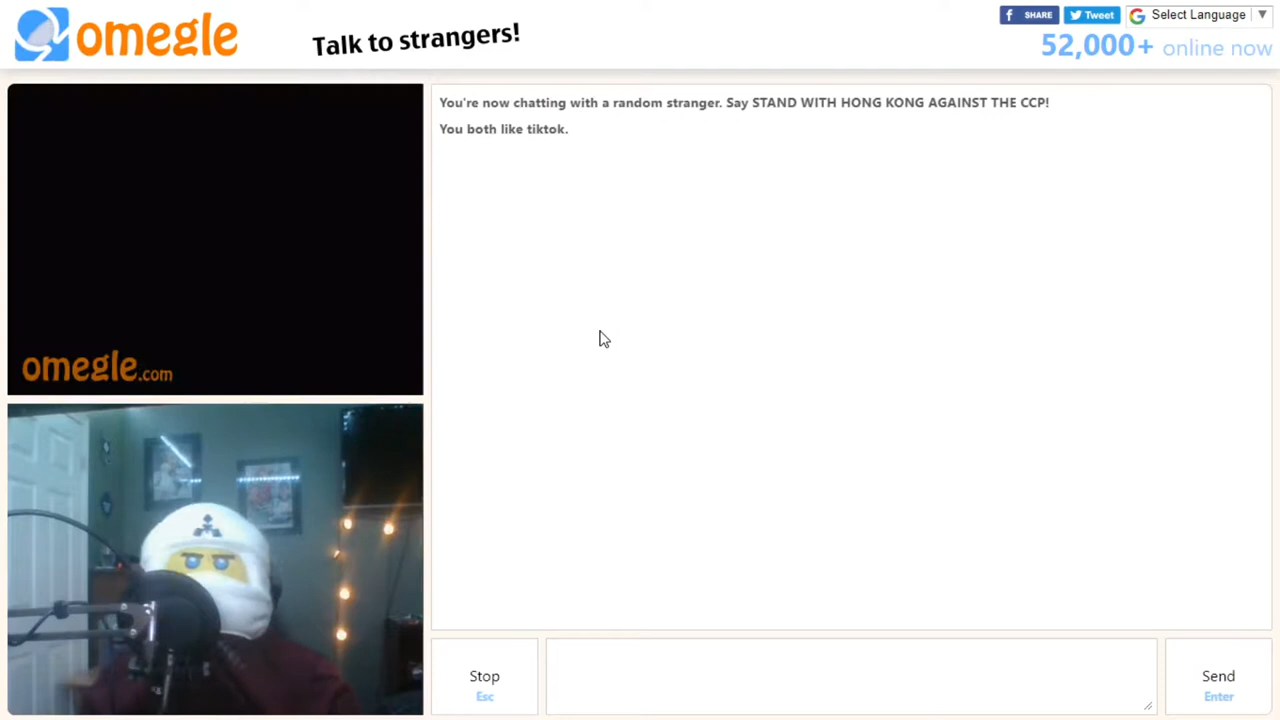 omegle
Talk to strangers!
SHARE
Tweet
Select Language
52,000+ online now
You're now chatting with a random stranger. Say STAND WITH HONG KONG AGAINST THE CCP!
You both like tiktok.
omegle.com
Stop
Esc
Send
Enter